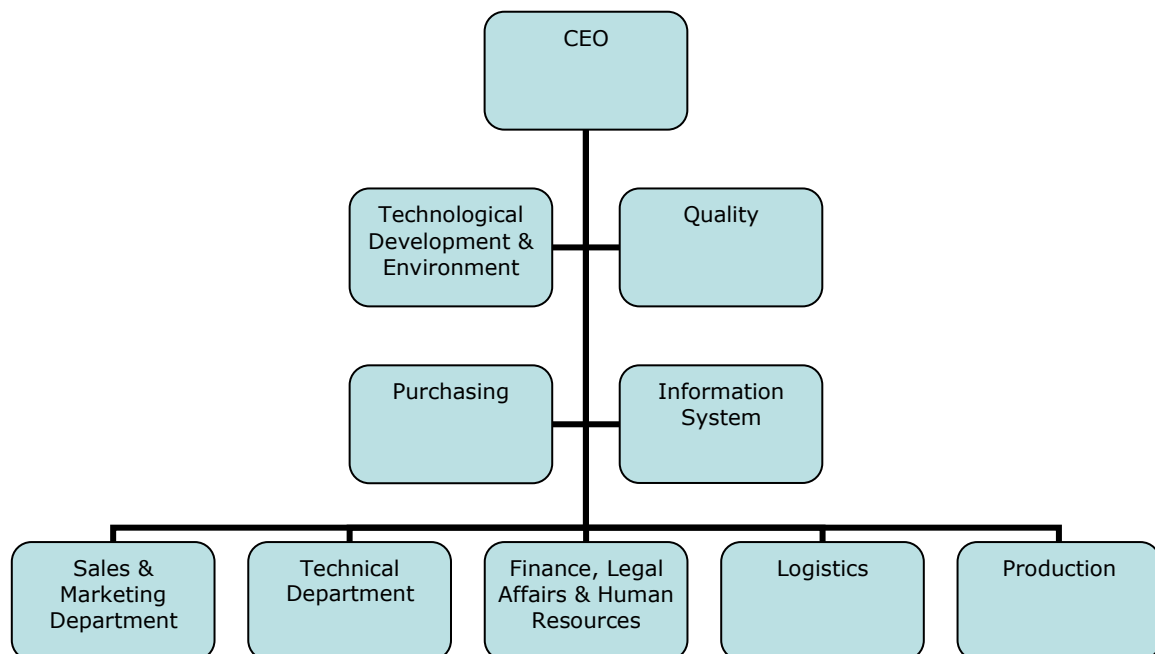 CEO
Technological
Development &
Environment
Quality
Purchasing
Information
System
Sales &
Marketing
Department
Technical
Department
Finance, Legal
Affairs & Human
Resources
Logistics
Production